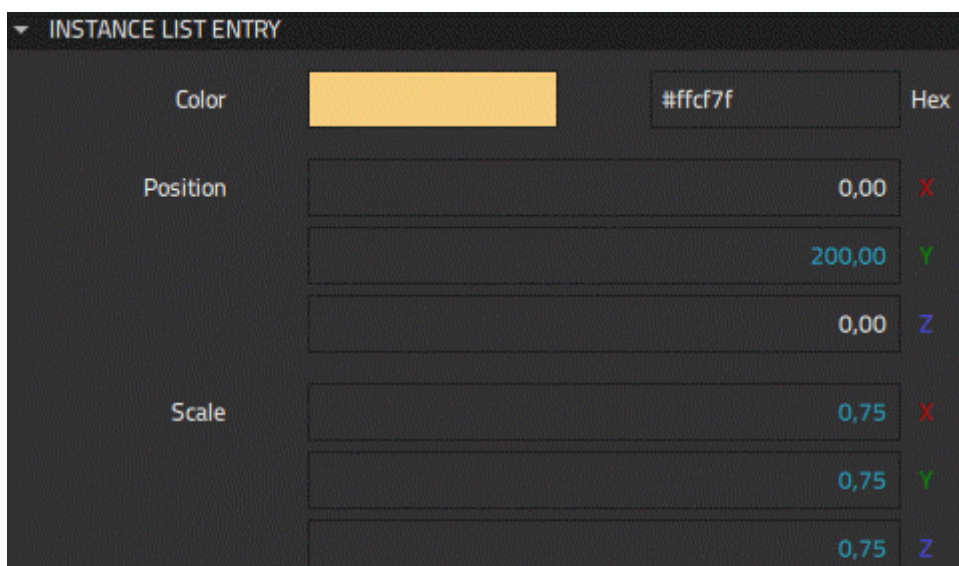 INSTANCE LIST ENTRY
Color #ffcf7f Hex
Position 0,00 X
200,00 Y
0,00 Z
Scale 0,75 X
0,75 Y
0,75 Z